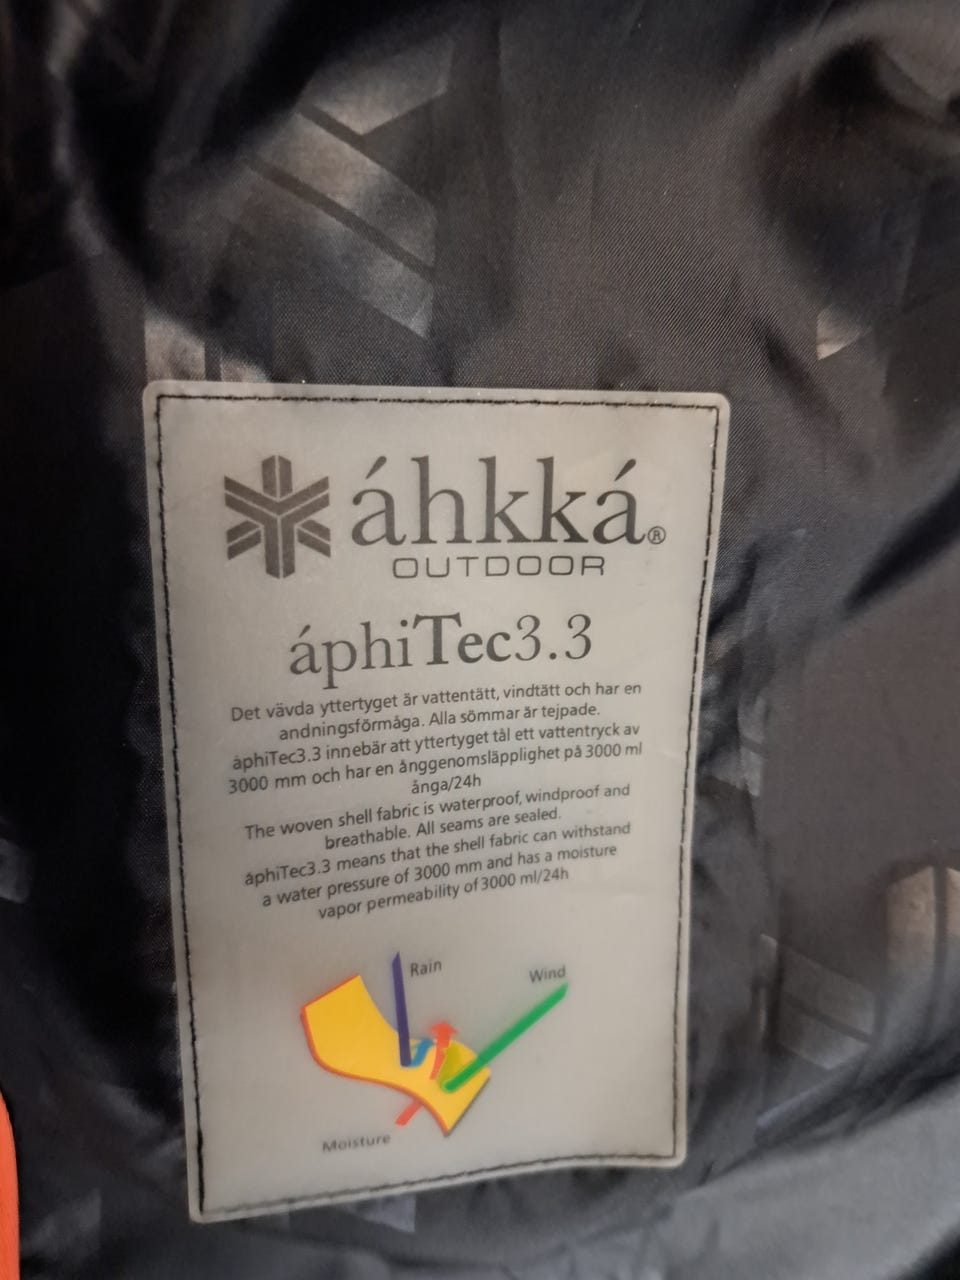 áhkká®
OUTDOOR
áphiTec3.3
Det vävda yttertyget är vattentätt, vindtätt och har en
andningsförmåga. Alla sömmar är tejpade.
áphiTec3.3 innebär att yttertyget tål ett vattentryck av
3000 mm och har en ånggenomsläpplighet på 3000 ml
ånga/24h
The woven shell fabric is waterproof, windproof and
breathable. All seams are sealed.
áphiTec3.3 means that the shell fabric can withstand
a water pressure of 3000 mm and has a moisture
vapor permeability of 3000 ml/24h
Rain
Wind
Moisture